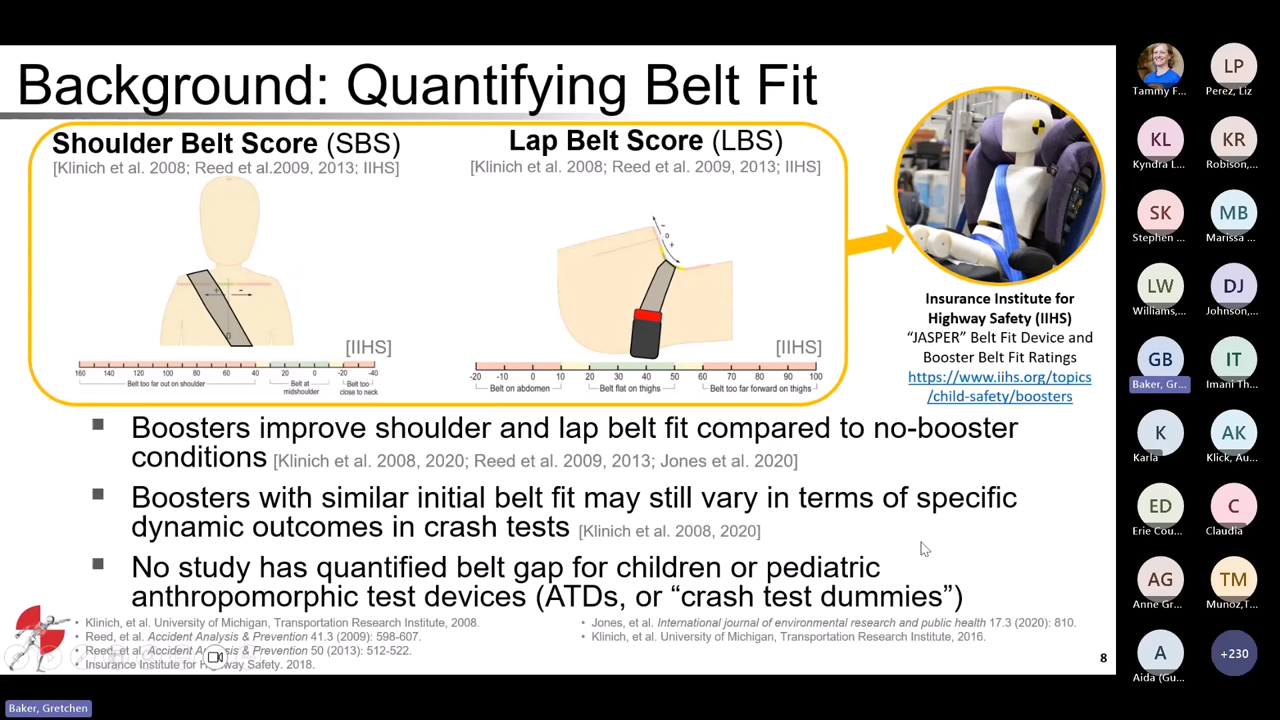 Background: Quantifying Belt Fit
Shoulder Belt Score (SBS)
[Klinich et al. 2008; Reed et al.2009, 2013; IIHS]
- 0 +
+ -
0
[IIHS]
160 140 120 100 80 60 40 20 0 -20 -40
Belt too far out on shoulder
Belt at midshoulder
Belt too close to neck
Lap Belt Score (LBS)
[Klinich et al. 2008; Reed et al. 2009, 2013; IIHS]
[IIHS]
-20 -10 0 10 20 30 40 50 60 70 80 90 100
Belt on abdomen
Belt flat on thighs
Belt too far forward on thighs
Insurance Institute for
Highway Safety (IIHS)
“JASPER” Belt Fit Device and
Booster Belt Fit Ratings
https://www.iihs.org/topics
/child-safety/boosters
Boosters improve shoulder and lap belt fit compared to no-booster
conditions [Klinich et al. 2008, 2020; Reed et al. 2009, 2013; Jones et al. 2020]
Boosters with similar initial belt fit may still vary in terms of specific
dynamic outcomes in crash tests [Klinich et al. 2008, 2020]
No study has quantified belt gap for children or pediatric
anthropomorphic test devices (ATDs, or “crash test dummies”)
Klinich, et al. University of Michigan, Transportation Research Institute, 2008.
Reed, et al. Accident Analysis & Prevention 41.3 (2009): 598-607.
Reed, et al. Accident Analysis & Prevention 50 (2013): 512-522.
Insurance Institute for Highway Safety. 2018.
Jones, et al. International journal of environmental research and public health 17.3 (2020): 810.
Klinich, et al. University of Michigan, Transportation Research Institute, 2016.
8
Tammy F...
LP
Perez, Liz
KL
Kyndra L...
KR
Robison,...
SK
Stephen ...
MB
Marissa ...
LW
Williams,...
DJ
Johnson,...
GB
Baker, Gr...
IT
Imani Th...
K
Karla
AK
Klick, Au...
ED
Erie Cou...
C
Claudia
AG
Anne Gr...
TM
Munoz,T...
A
Aida (Gu...
+230
Baker, Gretchen